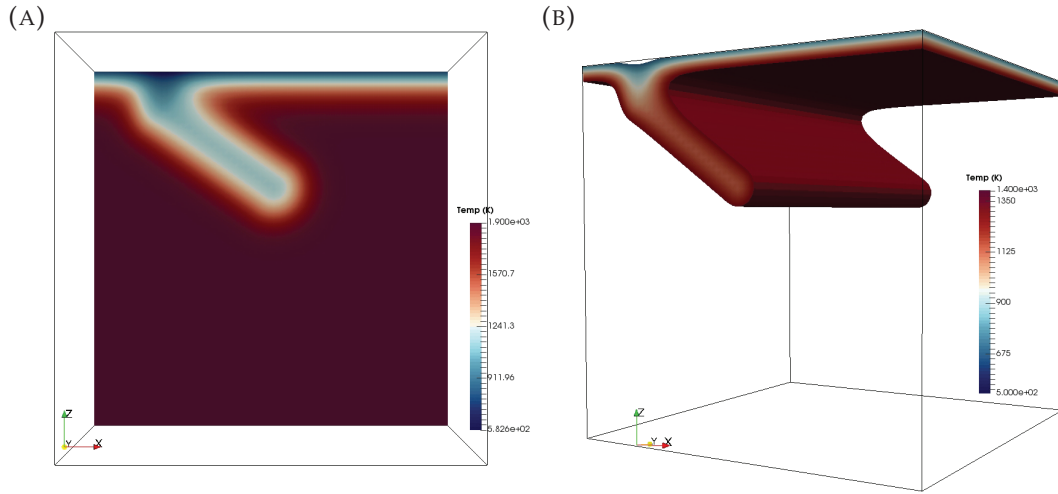 (A)
Temp (K)
1.900e+03
1570.7
1241.3
911.96
5.826e+02
Z
Y
X
(B)
Temp (K)
1.400e+03
1350
1125
900
675
5.000e+02
Z
Y
X